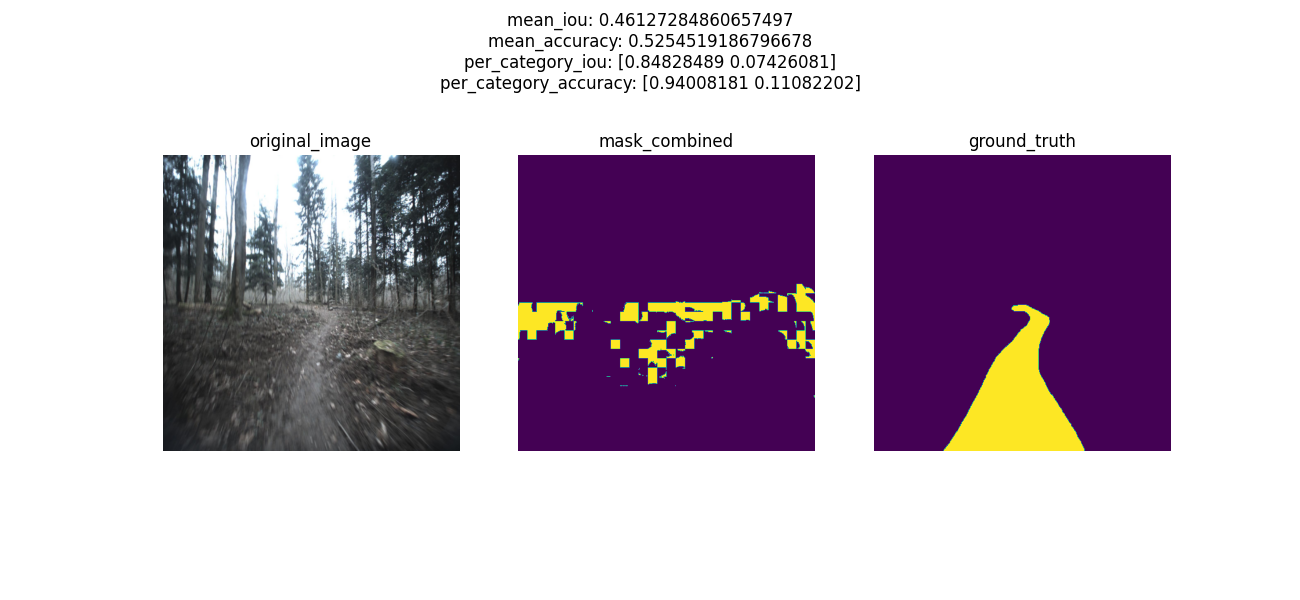 mean_iou: 0.46127284860657497
mean_accuracy: 0.5254519186796678
per_category_iou: [0.84828489 0.07426081]
per_category_accuracy: [0.94008181 0.11082202]
original_image
mask_combined
ground_truth